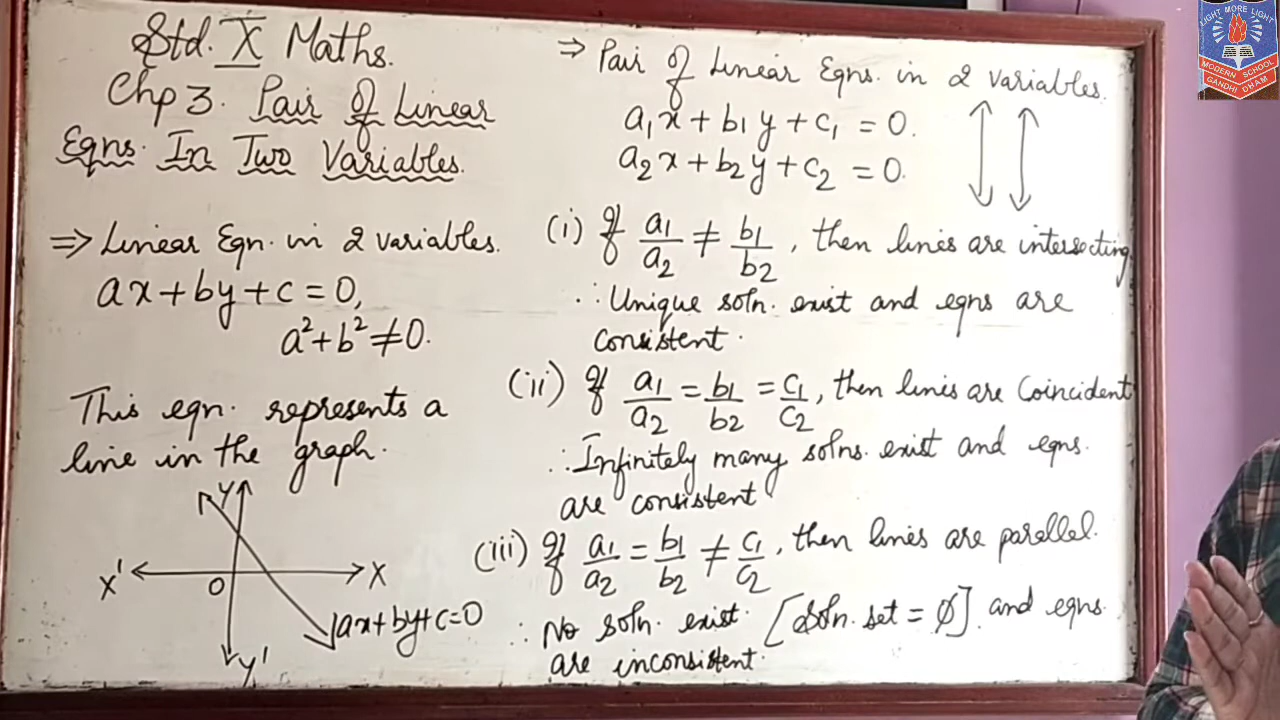 Std. X Maths.
Chp 3. Pair of Linear
Eqns. In Two Variables.
⇒ Linear Eqn. in 2 variables.
ax + by + c = 0,
a² + b² ≠ 0.
This eqn. represents a
line in the graph.
Y
X' O X
ax+by+c=0
Y'
⇒ Pair of Linear Eqns. in 2 variables.
a₁x + b₁y + c₁ = 0.
a₂x + b₂y + c₂ = 0.
(i) If a₁/a₂ ≠ b₁/b₂, then lines are intersecting
∴ Unique soln. exist and eqns are
consistent.
(ii) If a₁/a₂ = b₁/b₂ = c₁/c₂, then lines are Coincident
∴ Infinitely many solns. exist and eqns.
are consistent
(iii) If a₁/a₂ = b₁/b₂ ≠ c₁/c₂, then lines are parellel.
∴ No soln. exist. [Soln. set = ∅] and eqns.
are inconsistent.
LIGHT MORE LIGHT
MODERN SCHOOL
GANDHI DHAM